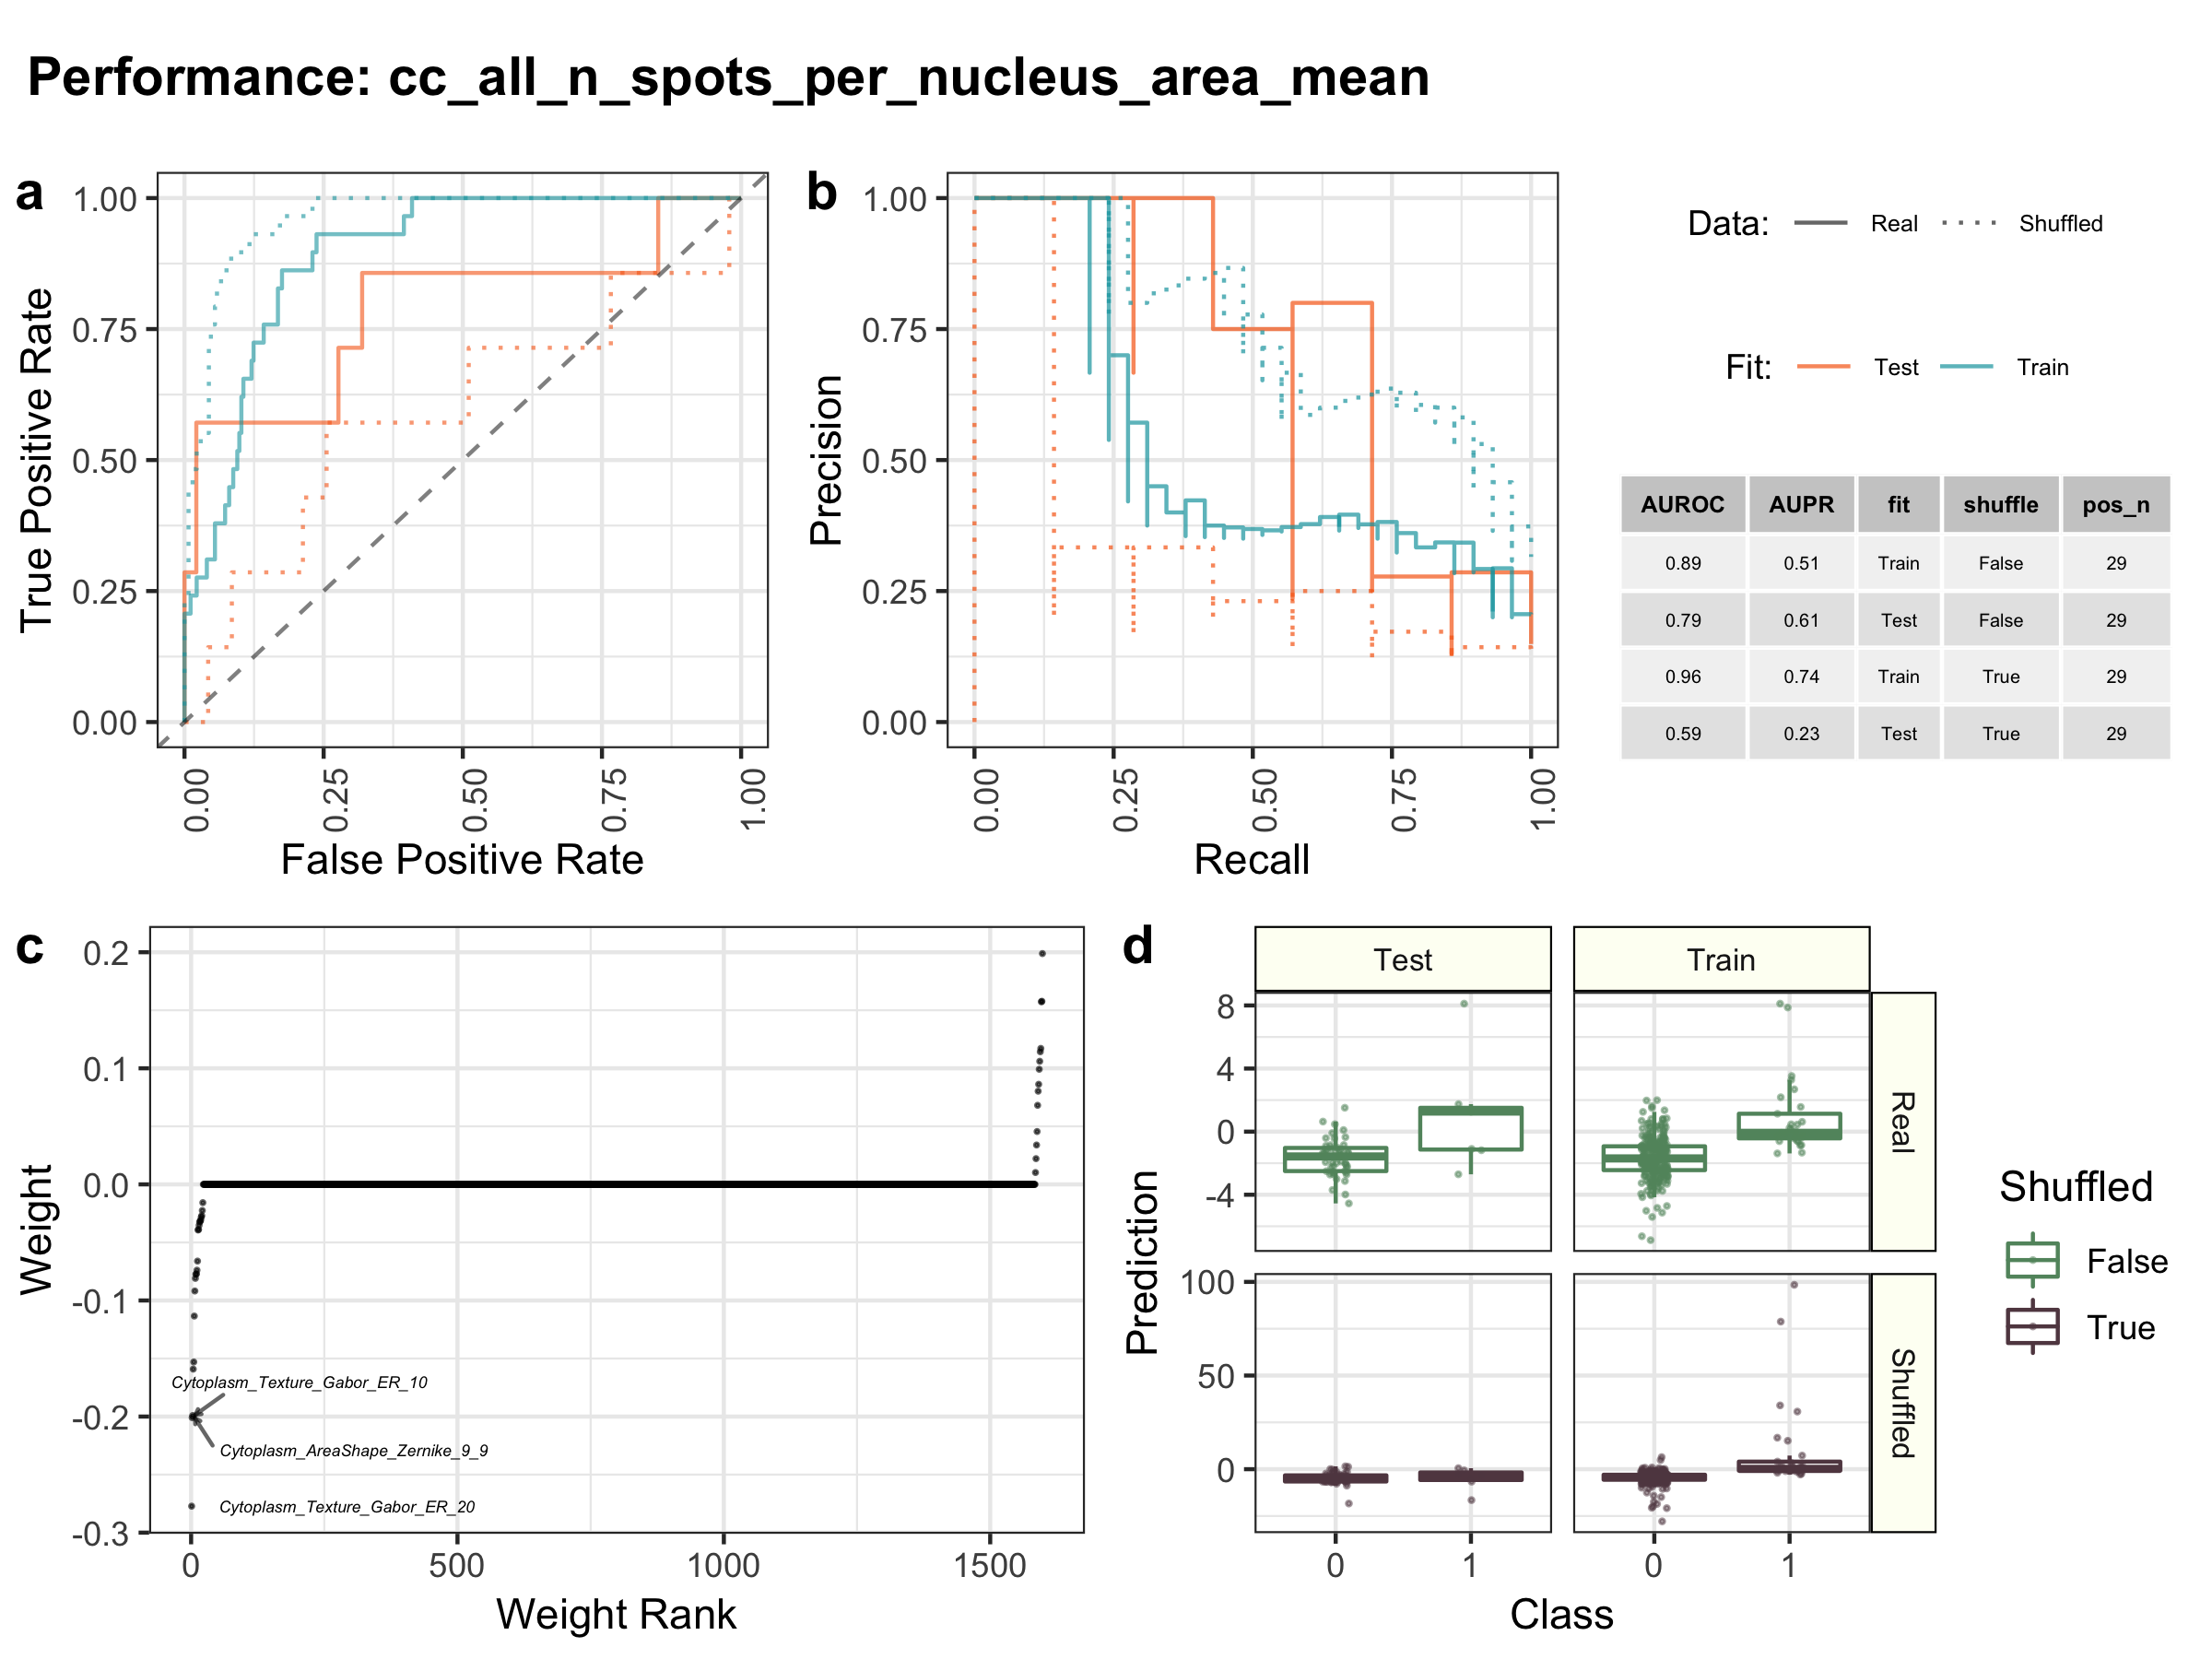 Performance: cc_all_n_spots_per_nucleus_area_mean
a
1.00
0.75
0.50
0.25
0.00
True Positive Rate
0.00
0.25
0.50
0.75
1.00
False Positive Rate
b
1.00
0.75
0.50
0.25
0.00
Precision
0.00
0.25
0.50
0.75
1.00
Recall
Data: Real Shuffled
Fit: Test Train
AUROC AUPR fit shuffle pos_n
0.89 0.51 Train False 29
0.79 0.61 Test False 29
0.96 0.74 Train True 29
0.59 0.23 Test True 29
c
0.2
0.1
0.0
-0.1
-0.2
-0.3
Weight
Cytoplasm_Texture_Gabor_ER_10
Cytoplasm_AreaShape_Zernike_9_9
Cytoplasm_Texture_Gabor_ER_20
0 500 1000 1500
Weight Rank
d
Test Train
8
4
0
-4
Real
100
50
0
Shuffled
Prediction
0 1 0 1
Class
Shuffled
False
True